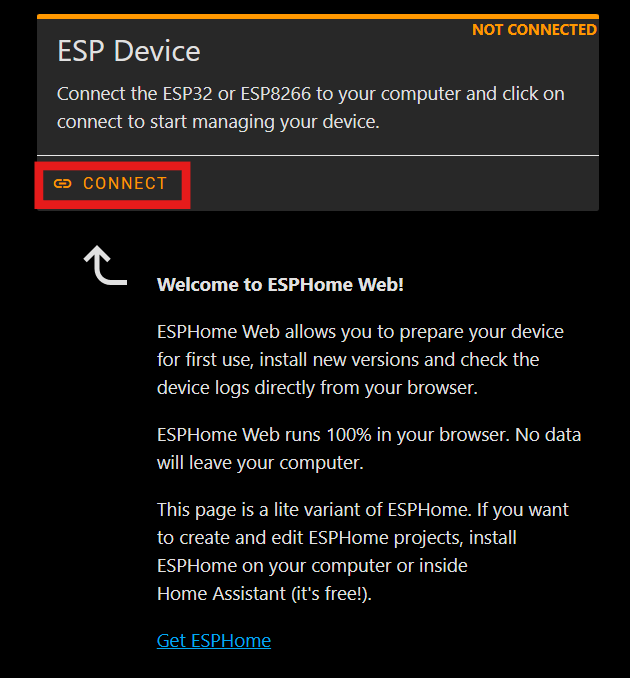 NOT CONNECTED
ESP Device
Connect the ESP32 or ESP8266 to your computer and click on
connect to start managing your device.
CONNECT
Welcome to ESPHome Web!
ESPHome Web allows you to prepare your device
for first use, install new versions and check the
device logs directly from your browser.
ESPHome Web runs 100% in your browser. No data
will leave your computer.
This page is a lite variant of ESPHome. If you want
to create and edit ESPHome projects, install
ESPHome on your computer or inside
Home Assistant (it's free!).
Get ESPHome